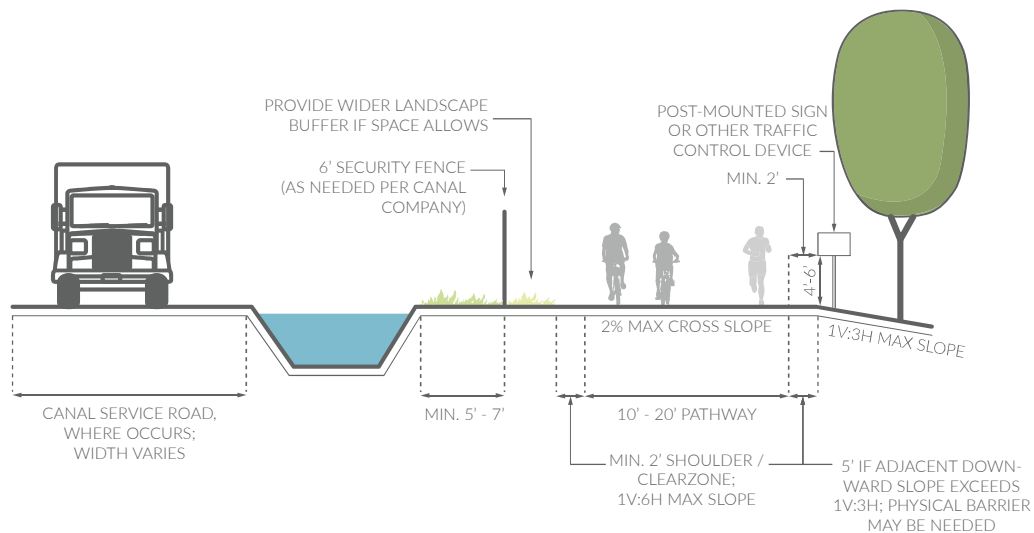 PROVIDE WIDER LANDSCAPE
BUFFER IF SPACE ALLOWS
6' SECURITY FENCE
(AS NEEDED PER CANAL
COMPANY)
POST-MOUNTED SIGN
OR OTHER TRAFFIC
CONTROL DEVICE
MIN. 2'
4'-6'
2% MAX CROSS SLOPE
1V:3H MAX SLOPE
CANAL SERVICE ROAD,
WHERE OCCURS;
WIDTH VARIES
MIN. 5' - 7'
10' - 20' PATHWAY
MIN. 2' SHOULDER /
CLEARZONE;
1V:6H MAX SLOPE
5' IF ADJACENT DOWN-
WARD SLOPE EXCEEDS
1V:3H; PHYSICAL BARRIER
MAY BE NEEDED